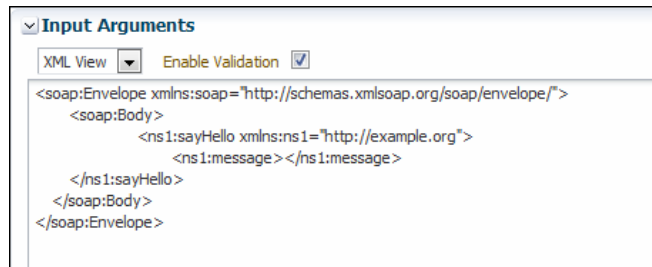 Input Arguments
XML View Enable Validation
<soap:Envelope xmlns:soap="http://schemas.xmlsoap.org/soap/envelope/">
<soap:Body>
<ns1:sayHello xmlns:ns1="http://example.org">
<ns1:message></ns1:message>
</ns1:sayHello>
</soap:Body>
</soap:Envelope>